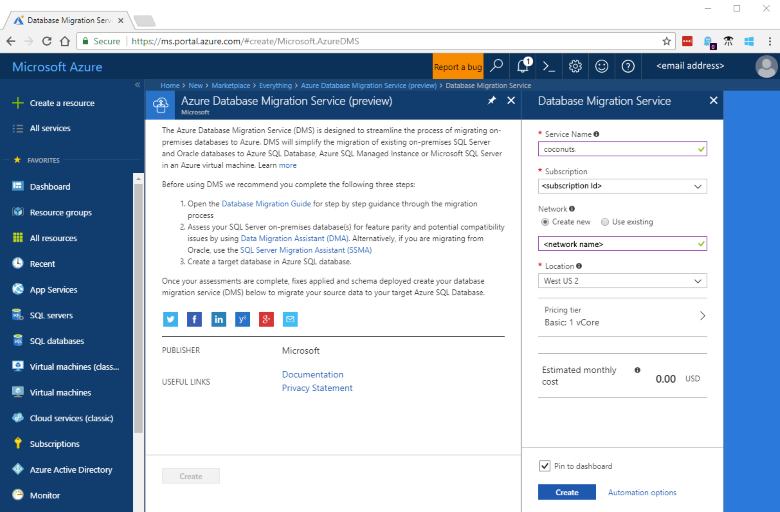 Database Migration Serv
Secure
https://ms.portal.azure.com/#create/Microsoft.AzureDMS
Microsoft Azure
Report a bug
1
<email address>
Home > New > Marketplace > Everything > Azure Database Migration Service (preview) > Database Migration Service
Create a resource
All services
FAVORITES
Dashboard
Resource groups
All resources
Recent
App Services
SQL servers
SQL databases
Virtual machines (class...
Virtual machines
Cloud services (classic)
Subscriptions
Azure Active Directory
Monitor
Azure Database Migration Service (preview)
Microsoft
The Azure Database Migration Service (DMS) is designed to streamline the process of migrating on-
premises databases to Azure. DMS will simplify the migration of existing on-premises SQL Server
and Oracle databases to Azure SQL Database, Azure SQL Managed Instance or Microsoft SQL Server
in an Azure virtual machine. Learn more
Before using DMS we recommend you complete the following three steps:
1. Open the Database Migration Guide for step by step guidance through the migration
process
2. Assess your SQL Server on-premises database(s) for feature parity and potential compatibility
issues by using Data Migration Assistant (DMA). Alternatively, if you are migrating from
Oracle, use the SQL Server Migration Assistant (SSMA)
3. Create a target database in Azure SQL database.
Once your assessments are complete, fixes applied and schema deployed create your database
migration service (DMS) below to migrate your source data to your target Azure SQL Database.
PUBLISHER
Microsoft
USEFUL LINKS
Documentation
Privacy Statement
Create
Database Migration Service
* Service Name
coconuts
* Subscription
<subscription Id>
Network
Create new
Use existing
<network name>
* Location
West US 2
Pricing tier
Basic: 1 vCore
Estimated monthly
cost
0.00 USD
Pin to dashboard
Create
Automation options